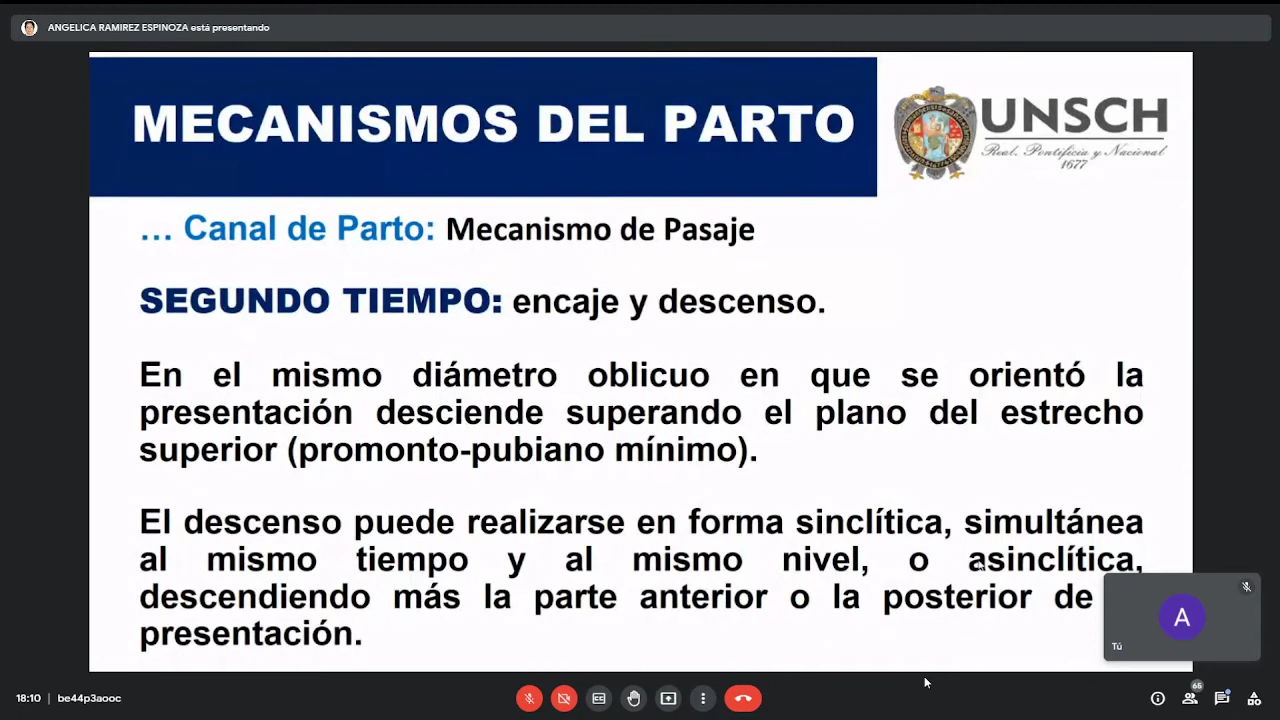 ANGELICA RAMIREZ ESPINOZA está presentando
MECANISMOS DEL PARTO
UNSCH
Real, Pontificia y Nacional
1677
... Canal de Parto: Mecanismo de Pasaje
SEGUNDO TIEMPO: encaje y descenso.
En el mismo diámetro oblicuo en que se orientó la
presentación desciende superando el plano del estrecho
superior (promonto-pubiano mínimo).
El descenso puede realizarse en forma sinclítica, simultánea
al mismo tiempo y al mismo nivel, o asinclítica,
descendiendo más la parte anterior o la posterior de
presentación.
A
Tú
18:10 | be44p3aooc
65